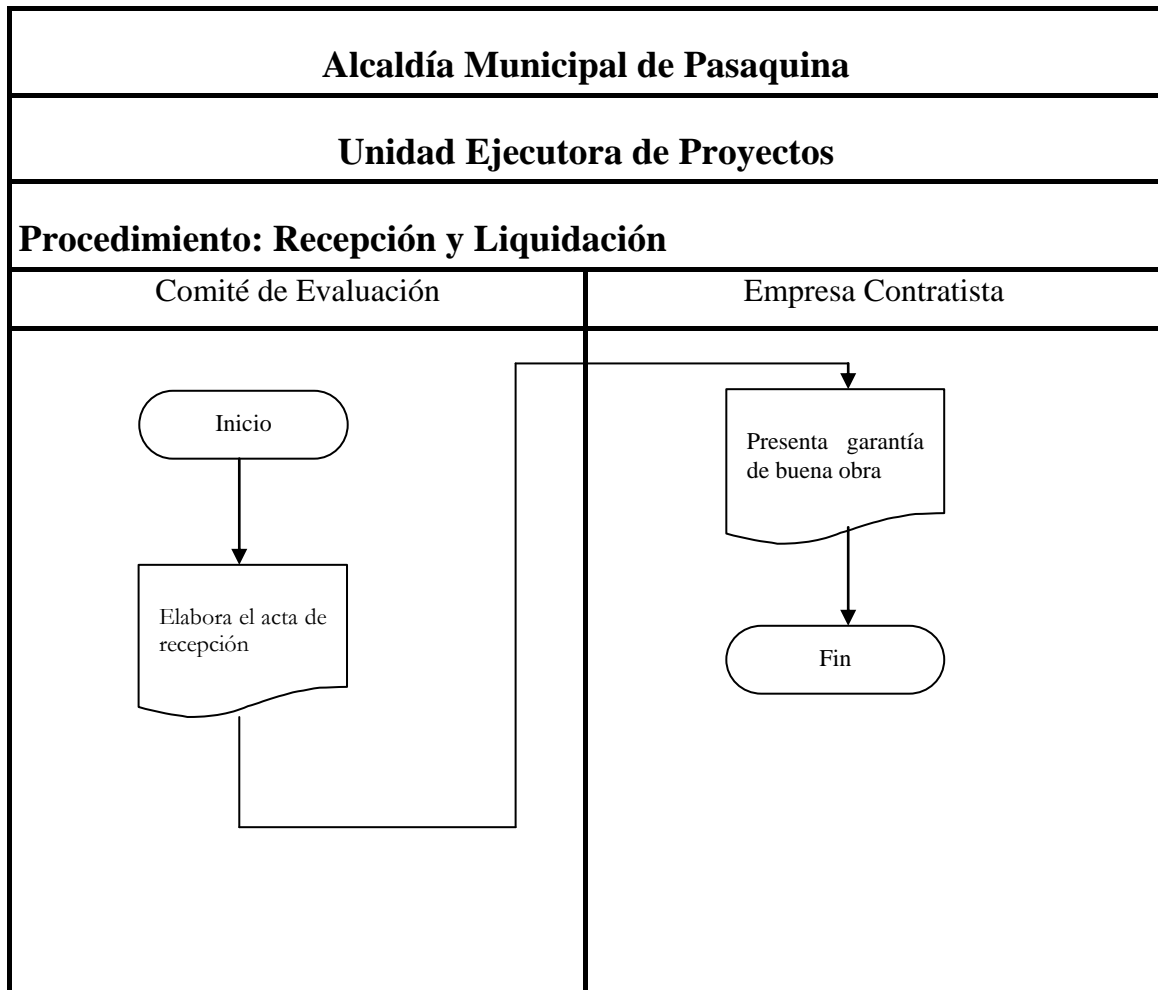 Alcaldía Municipal de Pasaquina
Unidad Ejecutora de Proyectos
Procedimiento: Recepción y Liquidación
Comité de Evaluación
Empresa Contratista
Inicio
Elabora el acta de
recepción
Presenta garantía
de buena obra
Fin